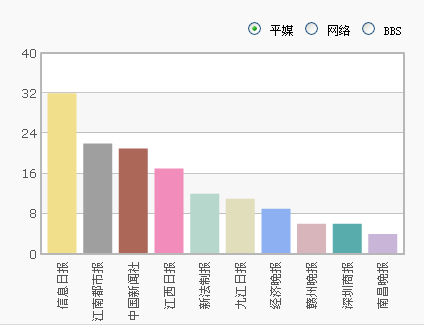 平媒 网络 BBS
40
32
24
16
8
0
信息日报
江南都市报
中国新闻社
江西日报
新法制报
九江日报
经济晚报
赣州晚报
深圳商报
南昌晚报